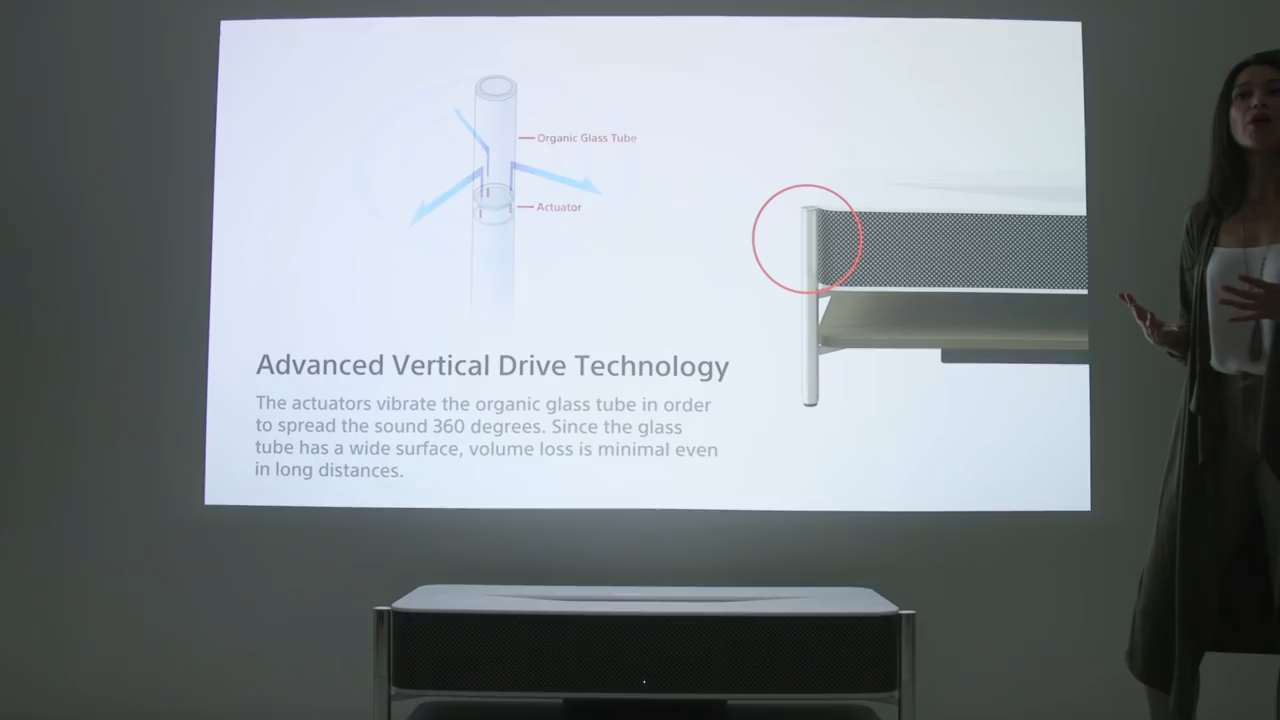 Organic Glass Tube
Actuator
Advanced Vertical Drive Technology
The actuators vibrate the organic glass tube in order
to spread the sound 360 degrees. Since the glass
tube has a wide surface, volume loss is minimal even
in long distances.